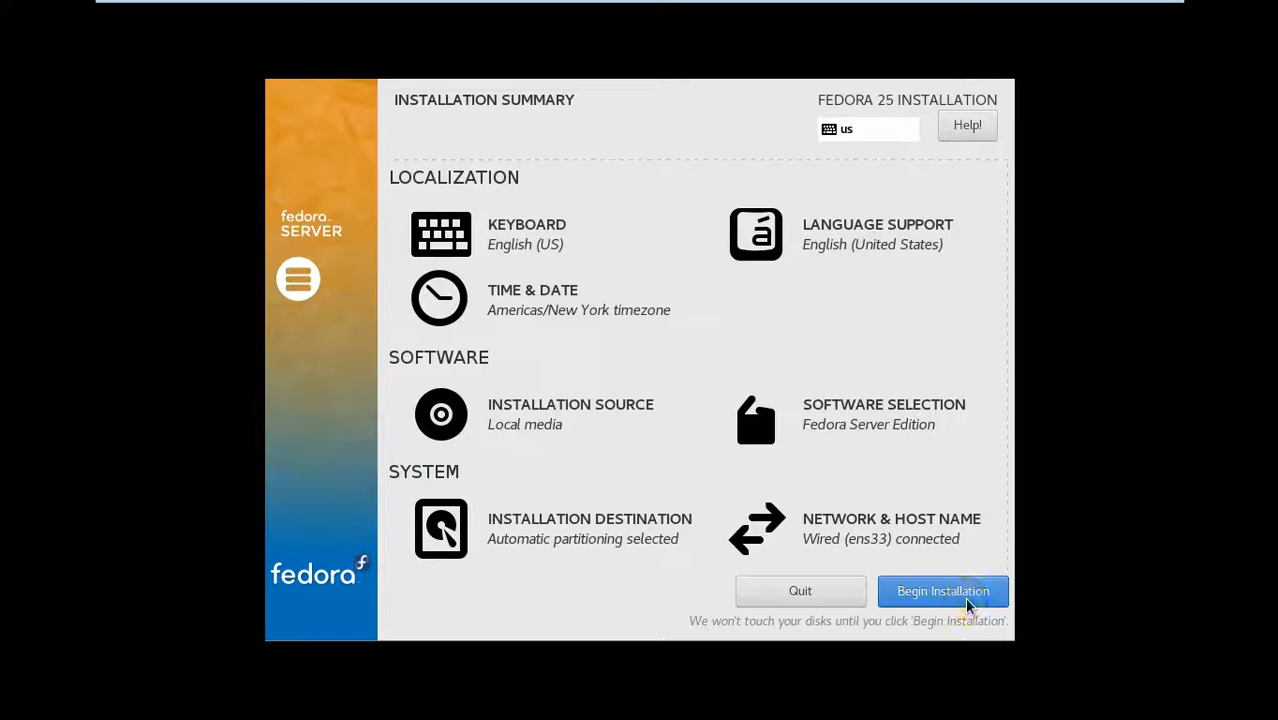 INSTALLATION SUMMARY
FEDORA 25 INSTALLATION
us
Help!
fedora™
SERVER
LOCALIZATION
KEYBOARD
English (US)
LANGUAGE SUPPORT
English (United States)
TIME & DATE
Americas/New York timezone
SOFTWARE
INSTALLATION SOURCE
Local media
SOFTWARE SELECTION
Fedora Server Edition
SYSTEM
INSTALLATION DESTINATION
Automatic partitioning selected
NETWORK & HOST NAME
Wired (ens33) connected
fedora
Quit
Begin Installation
We won't touch your disks until you click 'Begin Installation'.